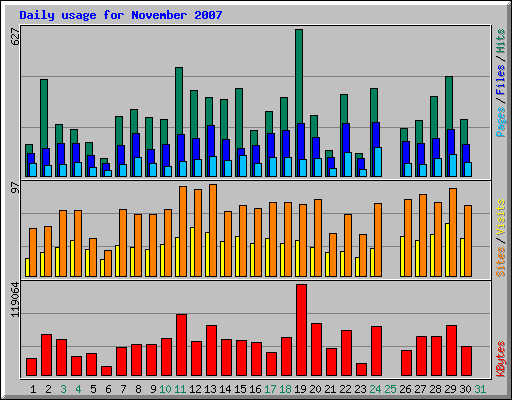 Daily usage for November 2007
627
Pages / Files / Hits
97
Sites / Visits
119064
KBytes
1 2 3 4 5 6 7 8 9 10 11 12 13 14 15 16 17 18 19 20 21 22 23 24 25 26 27 28 29 30 31